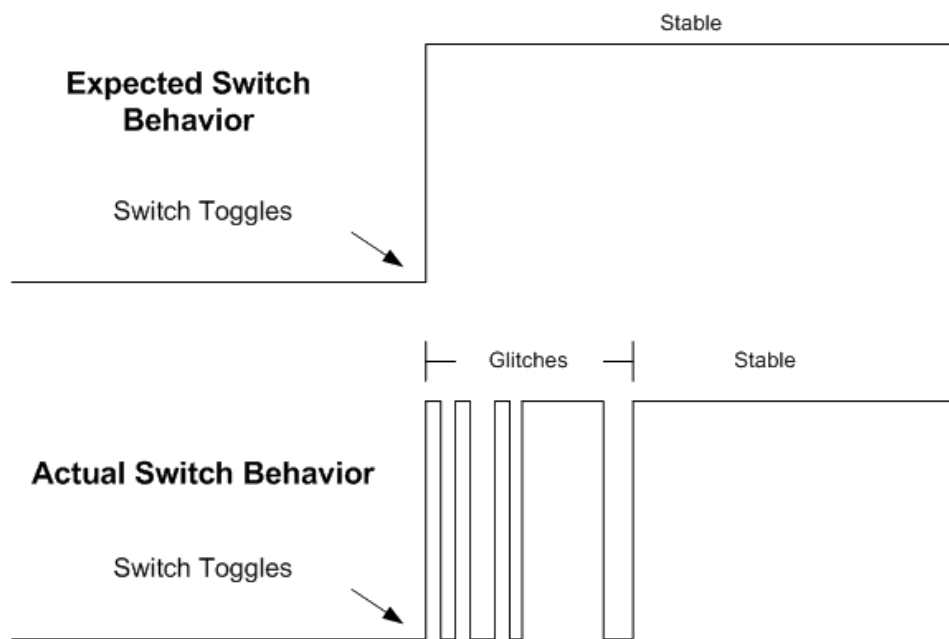 Stable
Expected Switch
Behavior
Switch Toggles
Glitches
Stable
Actual Switch Behavior
Switch Toggles